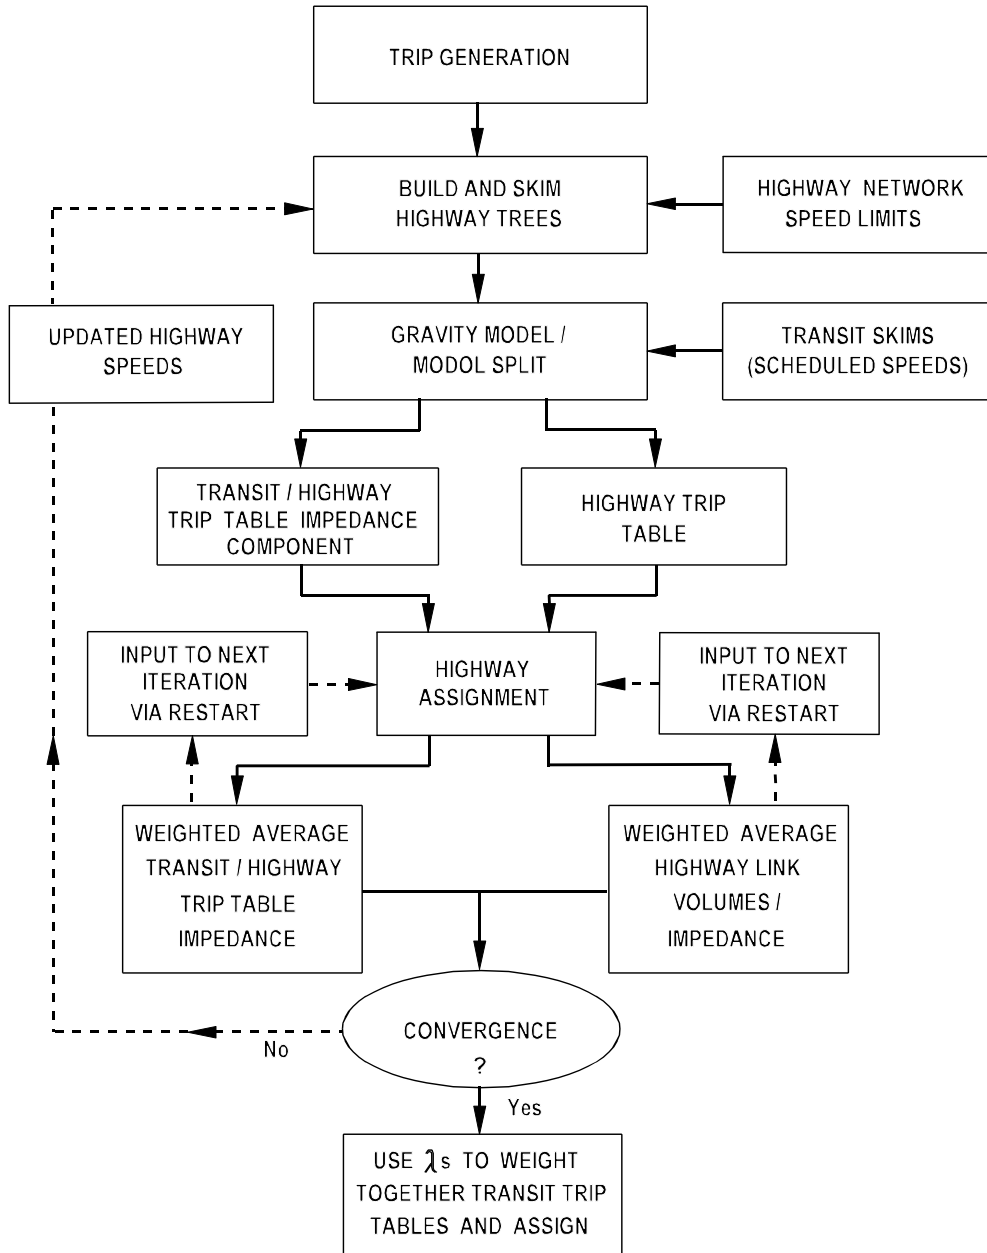 TRIP GENERATION
BUILD AND SKIM
HIGHWAY TREES
HIGHWAY NETWORK
SPEED LIMITS
UPDATED HIGHWAY
SPEEDS
GRAVITY MODEL /
MODOL SPLIT
TRANSIT SKIMS
(SCHEDULED SPEEDS)
TRANSIT / HIGHWAY
TRIP TABLE IMPEDANCE
COMPONENT
HIGHWAY TRIP
TABLE
INPUT TO NEXT
ITERATION
VIA RESTART
HIGHWAY
ASSIGNMENT
INPUT TO NEXT
ITERATION
VIA RESTART
WEIGHTED AVERAGE
TRANSIT / HIGHWAY
TRIP TABLE
IMPEDANCE
WEIGHTED AVERAGE
HIGHWAY LINK
VOLUMES /
IMPEDANCE
CONVERGENCE
?
No
Yes
USE λs TO WEIGHT
TOGETHER TRANSIT TRIP
TABLES AND ASSIGN